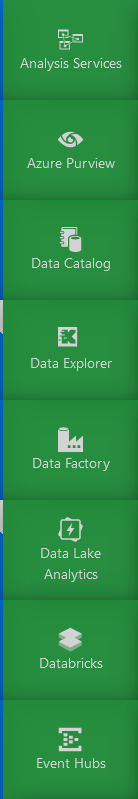 Analysis Services
Azure Purview
Data Catalog
Data Explorer
Data Factory
Data Lake
Analytics
Databricks
Event Hubs